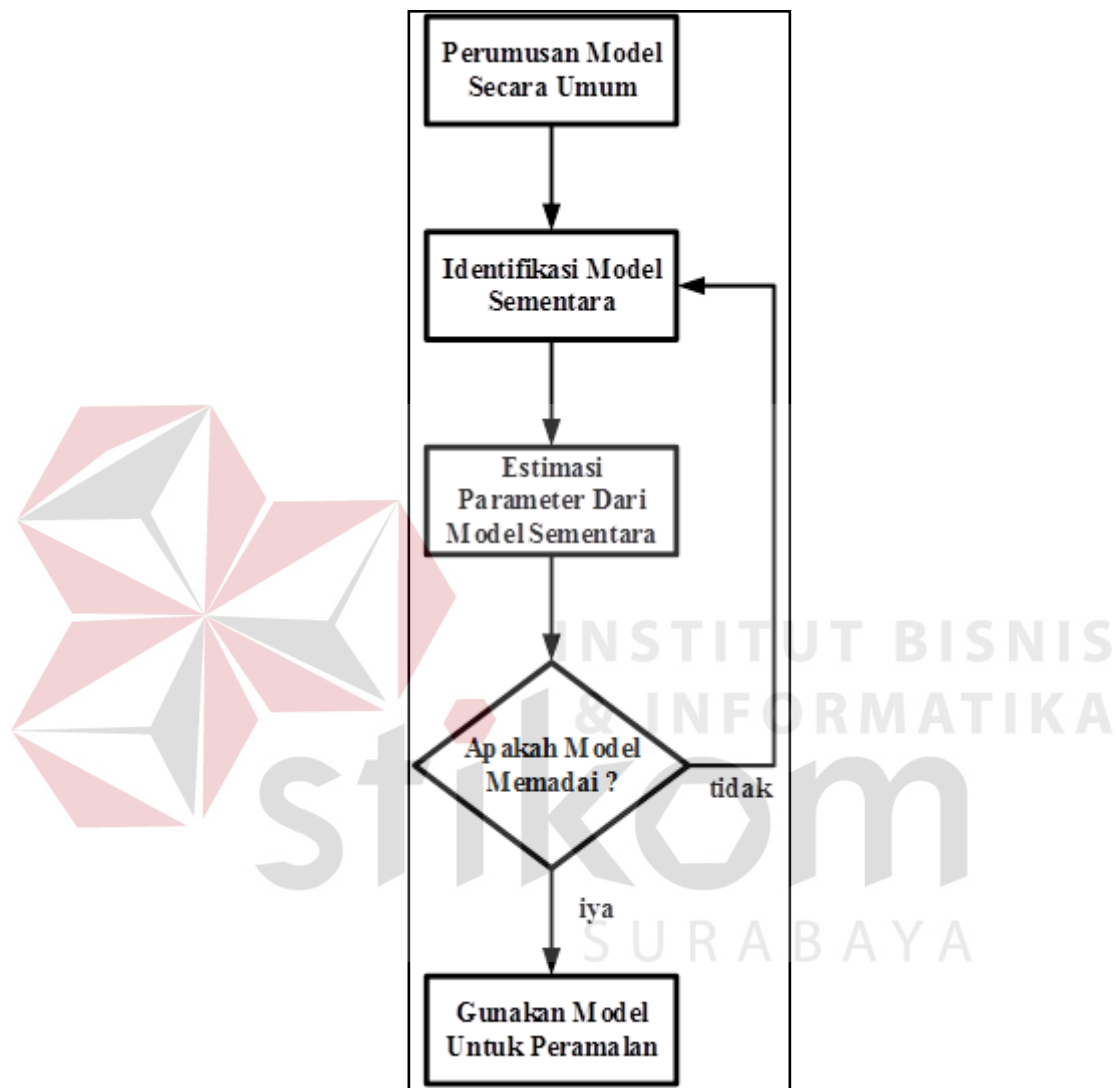 Perumusan Model
Secara Umum
Identifikasi Model
Sementara
Estimasi
Parameter Dari
Model Sementara
INSTITUT BISNIS
& INFORMATIKA
stikom
SURABAYA
Apakah Model
Memadai ?
tidak
iya
Gunakan Model
Untuk Peramalan